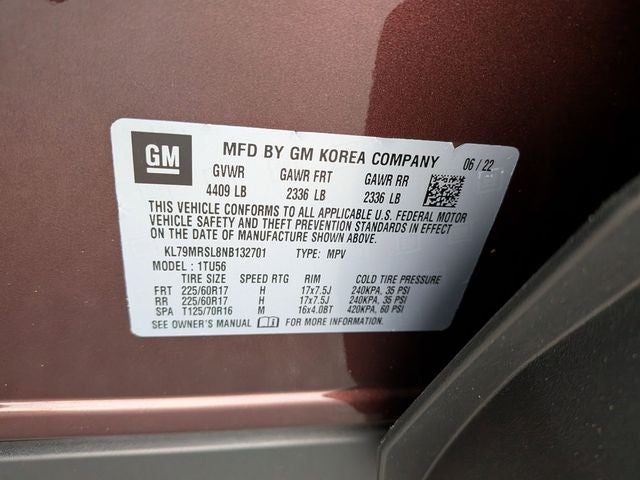 GM
MFD BY GM KOREA COMPANY 06 / 22
GVWR GAWR FRT GAWR RR
4409 LB 2336 LB 2336 LB
THIS VEHICLE CONFORMS TO ALL APPLICABLE U.S. FEDERAL MOTOR
VEHICLE SAFETY AND THEFT PREVENTION STANDARDS IN EFFECT
ON THE DATE OF MANUFACTURE SHOWN ABOVE.
KL79MRSL8NB132701 TYPE: MPV
MODEL : 1TU56
TIRE SIZE SPEED RTG RIM COLD TIRE PRESSURE
FRT 225/60R17 H 17x7.5J 240KPA, 35 PSI
RR 225/60R17 H 17x7.5J 240KPA, 35 PSI
SPA T125/70R16 M 16x4.0BT 420KPA, 60 PSI
SEE OWNER'S MANUAL FOR MORE INFORMATION.